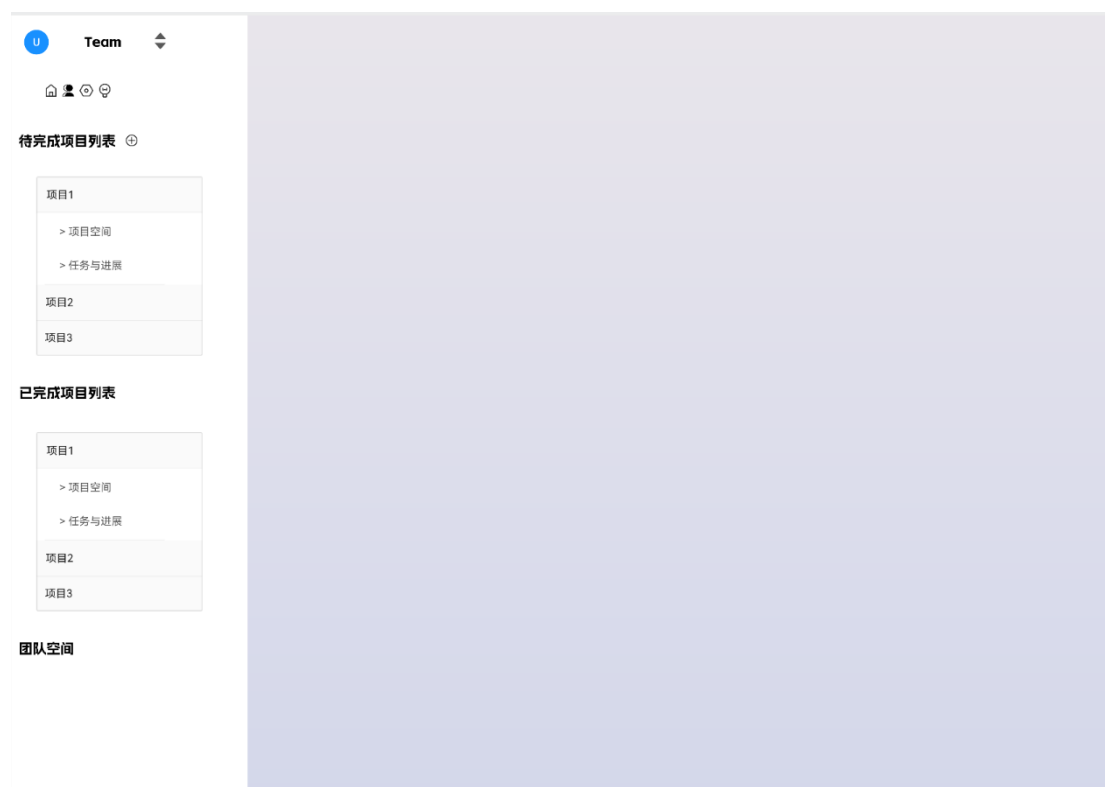 U Team
待完成项目列表
项目1
> 项目空间
> 任务与进展
项目2
项目3
已完成项目列表
项目1
> 项目空间
> 任务与进展
项目2
项目3
团队空间